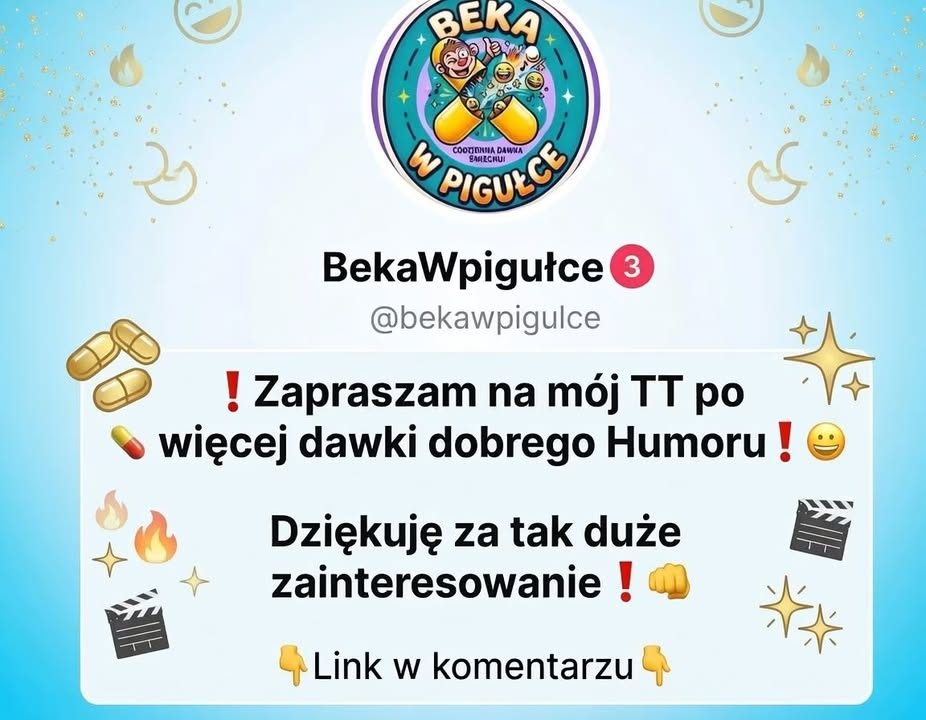 BEKA
CODZIENNA DAWKA
ŚMIECHU!
W PIGUŁCE
BekaWpigułce 3
@bekawpigulce
❗Zapraszam na mój TT po
💊 więcej dawki dobrego Humoru❗😀
Dziękuję za tak duże
zainteresowanie❗👊
👇Link w komentarzu👇